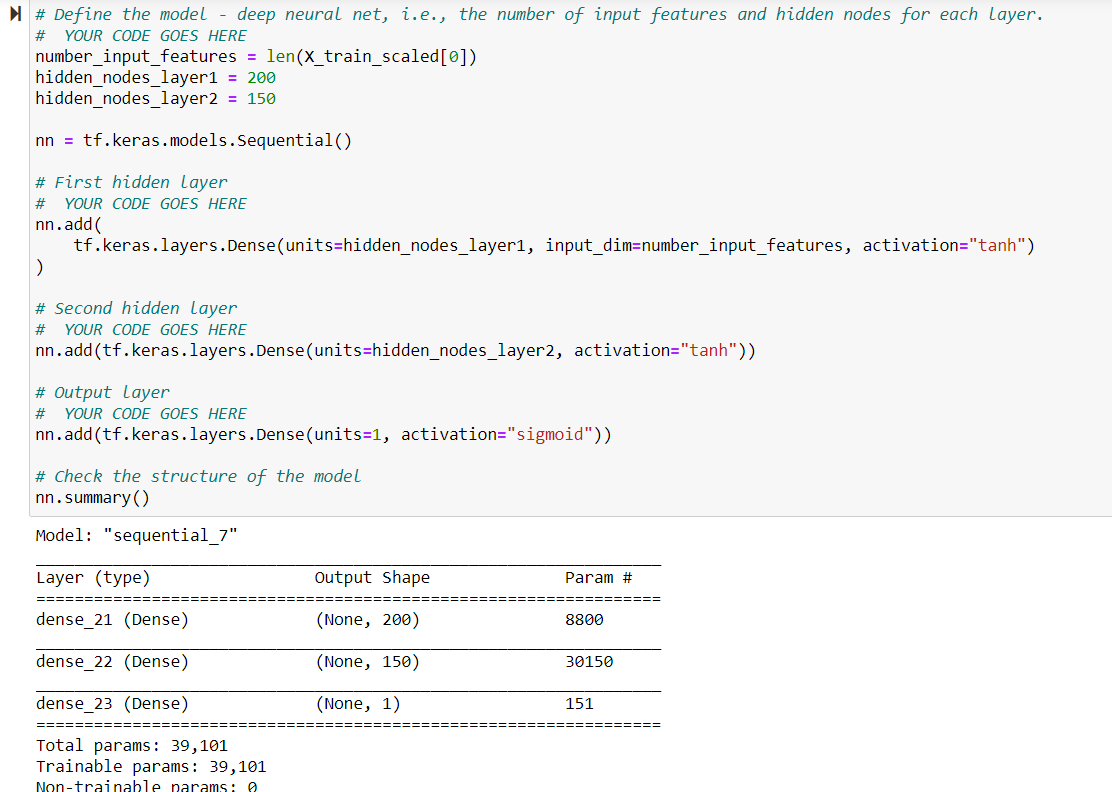 # Define the model - deep neural net, i.e., the number of input features and hidden nodes for each layer.
#  YOUR CODE GOES HERE
number_input_features = len(X_train_scaled[0])
hidden_nodes_layer1 = 200
hidden_nodes_layer2 = 150
nn = tf.keras.models.Sequential()
# First hidden layer
#  YOUR CODE GOES HERE
nn.add(
    tf.keras.layers.Dense(units=hidden_nodes_layer1, input_dim=number_input_features, activation="tanh")
)
# Second hidden layer
#  YOUR CODE GOES HERE
nn.add(tf.keras.layers.Dense(units=hidden_nodes_layer2, activation="tanh"))
# Output layer
#  YOUR CODE GOES HERE
nn.add(tf.keras.layers.Dense(units=1, activation="sigmoid"))
# Check the structure of the model
nn.summary()
Model: "sequential_7"
_________________________________________________________________
Layer (type)                 Output Shape              Param #
=================================================================
dense_21 (Dense)             (None, 200)               8800
_________________________________________________________________
dense_22 (Dense)             (None, 150)               30150
_________________________________________________________________
dense_23 (Dense)             (None, 1)                 151
=================================================================
Total params: 39,101
Trainable params: 39,101
Non-trainable params: 0